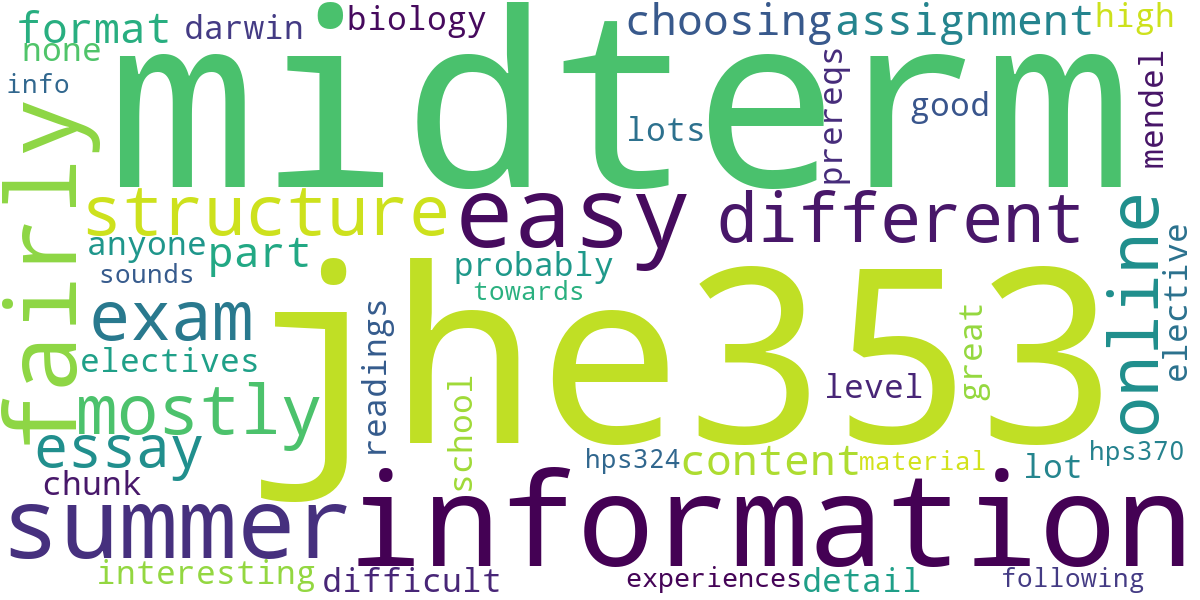 midterm
biology
choosing
assignment
high
format
darwin
none
info
prereqs
good
mendel
lots
fairly
structure
easy
different
online
anyone
part
sounds
probably
towards
elective
jhe353
exam
readings
great
electives
school
level
mostly
essay
hps324
content
material
lot
hps370
chunk
summer
information
interesting
difficult
experiences
detail
following